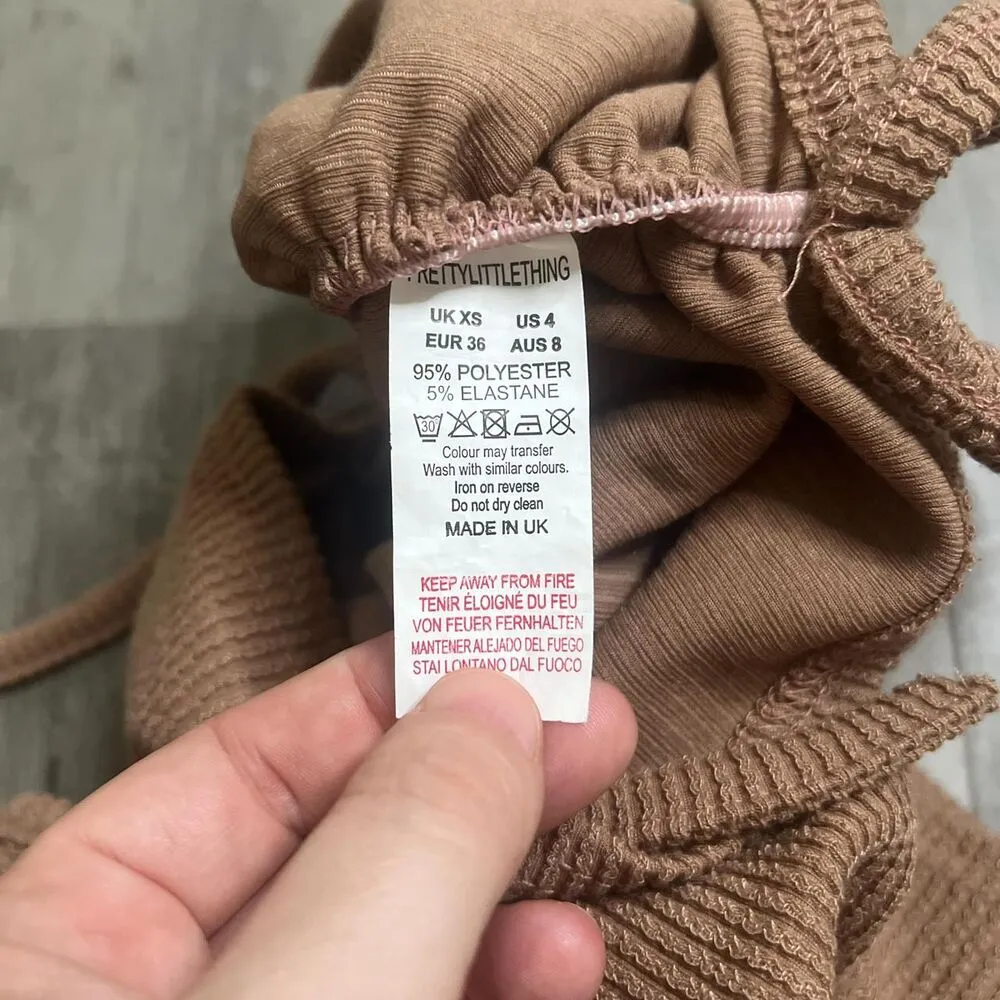 PRETTYLITTLETHING
UK XS US 4
EUR 36 AUS 8
95% POLYESTER
5% ELASTANE
30
Colour may transfer
Wash with similar colours.
Iron on reverse
Do not dry clean
MADE IN UK
KEEP AWAY FROM FIRE
TENIR ÉLOIGNÉ DU FEU
VON FEUER FERNHALTEN
MANTENER ALEJADO DEL FUEGO
STAI LONTANO DAL FUOCO